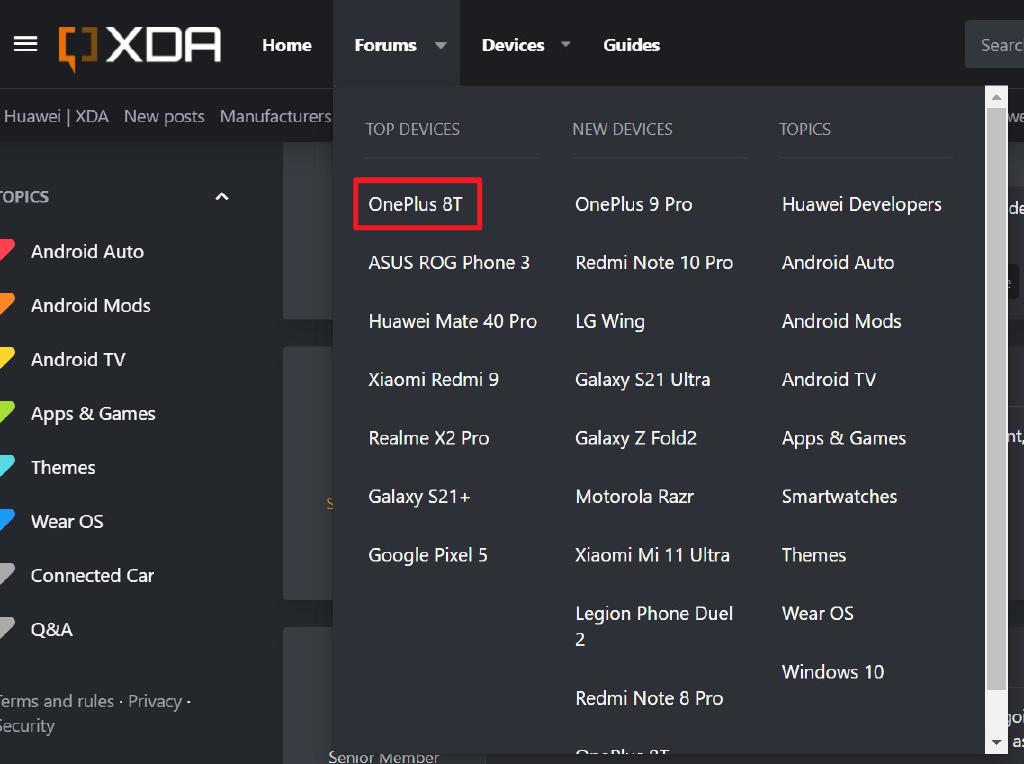 XDA
Home
Forums
Devices
Guides
Huawei | XDA New posts Manufacturers
TOPICS
Android Auto
Android Mods
Android TV
Apps & Games
Themes
Wear OS
Connected Car
Q&A
Terms and rules · Privacy ·
Security
TOP DEVICES
OnePlus 8T
ASUS ROG Phone 3
Huawei Mate 40 Pro
Xiaomi Redmi 9
Realme X2 Pro
Galaxy S21+
Google Pixel 5
NEW DEVICES
OnePlus 9 Pro
Redmi Note 10 Pro
LG Wing
Galaxy S21 Ultra
Galaxy Z Fold2
Motorola Razr
Xiaomi Mi 11 Ultra
Legion Phone Duel
2
Redmi Note 8 Pro
OnePlus 8T
TOPICS
Huawei Developers
Android Auto
Android Mods
Android TV
Apps & Games
Smartwatches
Themes
Wear OS
Windows 10
Senior Member